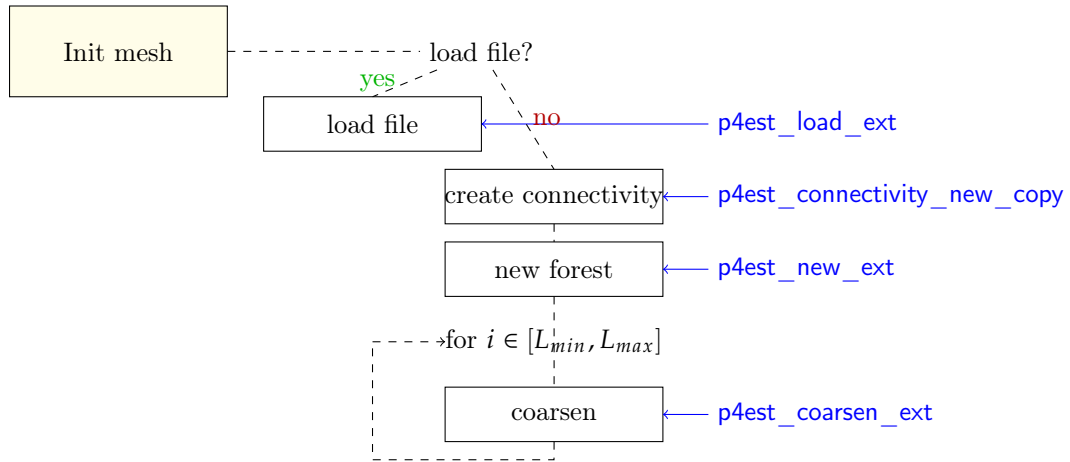 Init mesh
load file?
yes
load file
no
p4est_load_ext
create connectivity
p4est_connectivity_new_copy
new forest
p4est_new_ext
for i ∈ [L_min, L_max]
coarsen
p4est_coarsen_ext